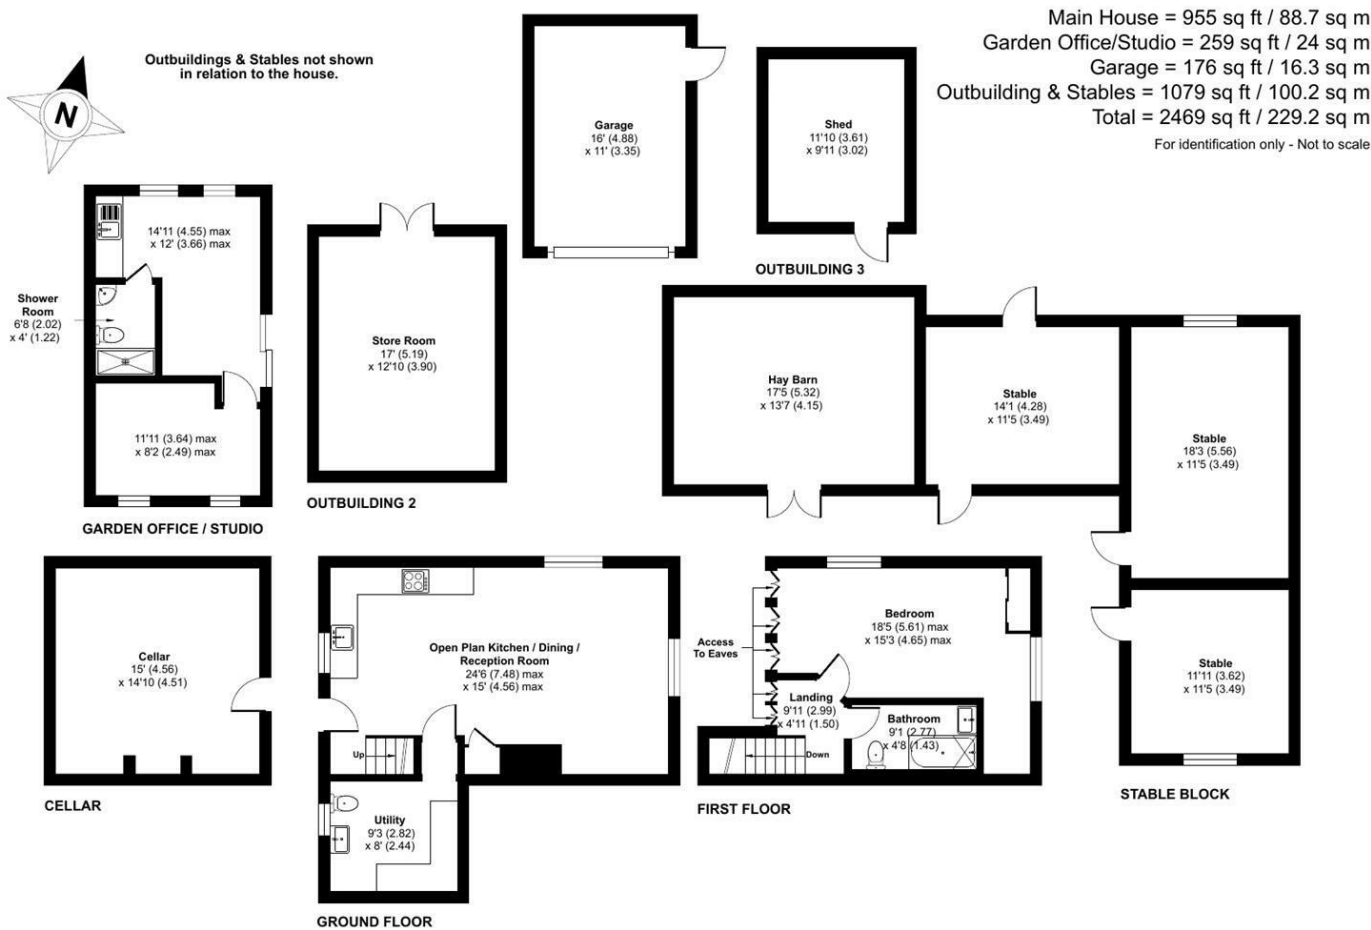 Main House = 955 sq ft / 88.7 sq m
Garden Office/Studio = 259 sq ft / 24 sq m
Garage = 176 sq ft / 16.3 sq m
Outbuilding & Stables = 1079 sq ft / 100.2 sq m
Total = 2469 sq ft / 229.2 sq m
For identification only - Not to scale
Outbuildings & Stables not shown
in relation to the house.
N
Garage
16' (4.88)
x 11' (3.35)
Shed
11'10 (3.61)
x 9'11 (3.02)
OUTBUILDING 3
14'11 (4.55) max
x 12' (3.66) max
Shower
Room
6'8 (2.02)
x 4' (1.22)
11'11 (3.64) max
x 8'2 (2.49) max
GARDEN OFFICE / STUDIO
Store Room
17' (5.19)
x 12'10 (3.90)
OUTBUILDING 2
Hay Barn
17'5 (5.32)
x 13'7 (4.15)
Stable
14'1 (4.28)
x 11'5 (3.49)
Stable
18'3 (5.56)
x 11'5 (3.49)
Stable
11'11 (3.62)
x 11'5 (3.49)
STABLE BLOCK
Cellar
15' (4.56)
x 14'10 (4.51)
CELLAR
Open Plan Kitchen / Dining /
Reception Room
24'6 (7.48) max
x 15' (4.56) max
Up
Utility
9'3 (2.82)
x 8' (2.44)
GROUND FLOOR
Access
To Eaves
Bedroom
18'5 (5.61) max
x 15'3 (4.65) max
Landing
9'11 (2.99)
x 4'11 (1.50)
Bathroom
9'1 (2.77)
x 4'8 (1.43)
Down
FIRST FLOOR